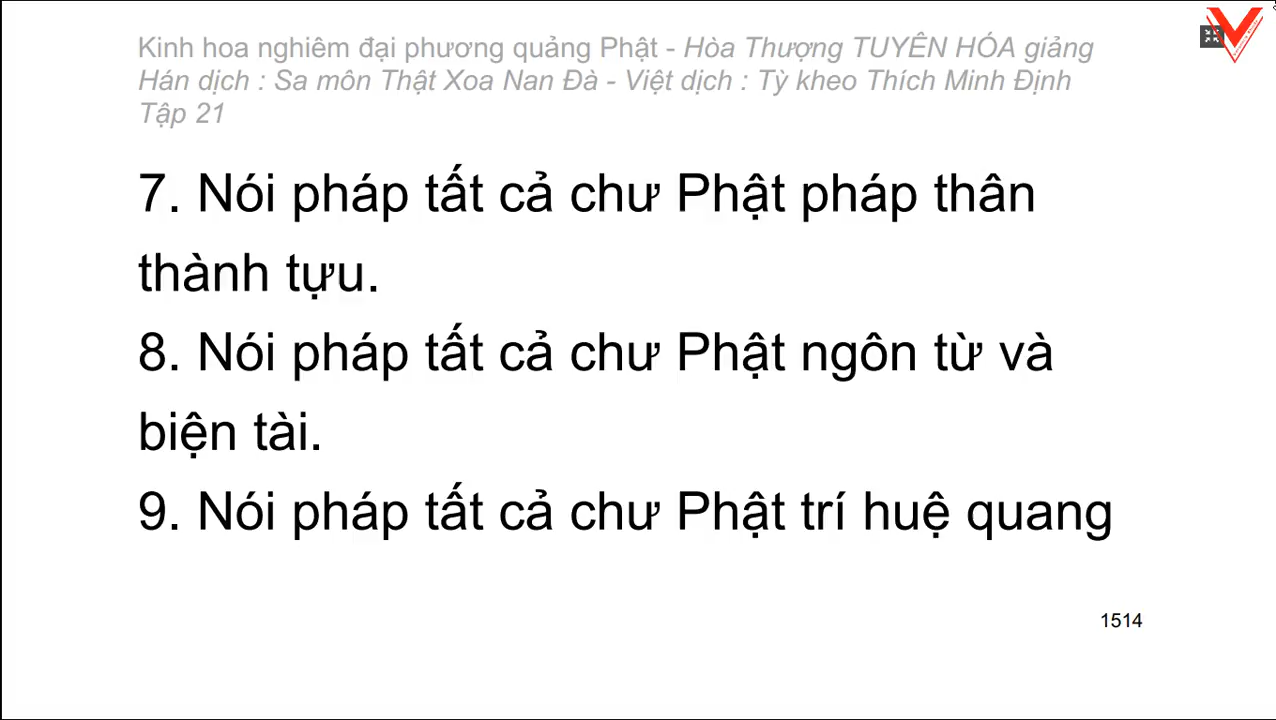 Kinh hoa nghiêm đại phương quảng Phật - Hòa Thượng TUYÊN HÓA giảng
Hán dịch : Sa môn Thật Xoa Nan Đà - Việt dịch : Tỳ kheo Thích Minh Định
Tập 21
7. Nói pháp tất cả chư Phật pháp thân
thành tựu.
8. Nói pháp tất cả chư Phật ngôn từ và
biện tài.
9. Nói pháp tất cả chư Phật trí huệ quang
1514